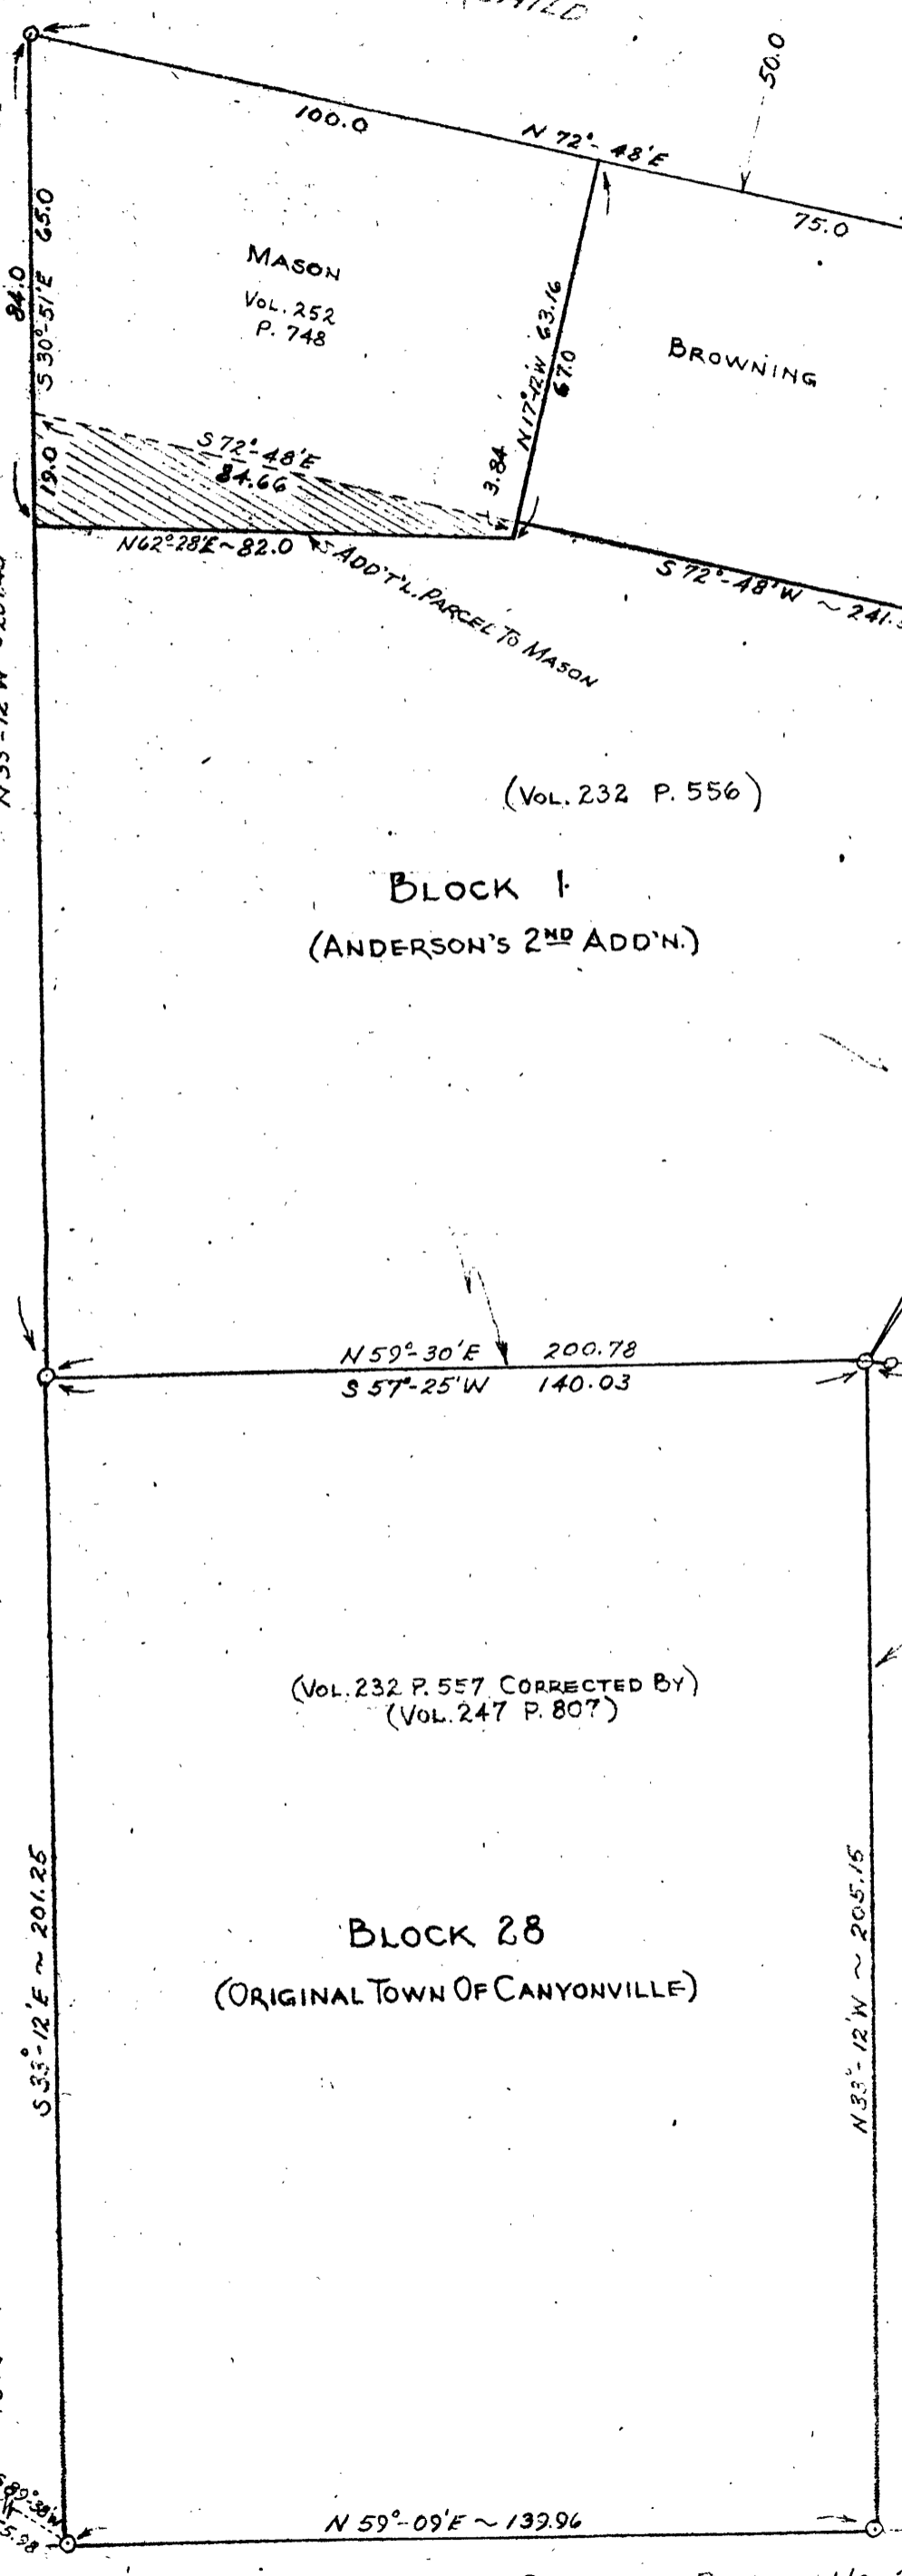 50.0
100.0
N 72°-48'E
75.0
84.0
S 30°-51'E 65.0
MASON
VOL. 252
P. 748
N 17°-12'W 63.16
67.0
BROWNING
19.0
S 72°-48'E
84.66
3.84
N62°-28'E~82.0
ADD'T'L. PARCEL TO MASON
S 72°-48'W ~ 241.
(VOL. 232 P. 556)
BLOCK 1
(ANDERSON'S 2ND ADD'N.)
N 59°-30'E 200.78
S 57°-25'W 140.03
(VOL. 232 P. 557 CORRECTED BY)
(VOL. 247 P. 807)
S 33°-12'E ~ 201.25
N 33°-12'W ~ 205.15
BLOCK 28
(ORIGINAL TOWN OF CANYONVILLE)
N 59°-09'E ~ 139.96